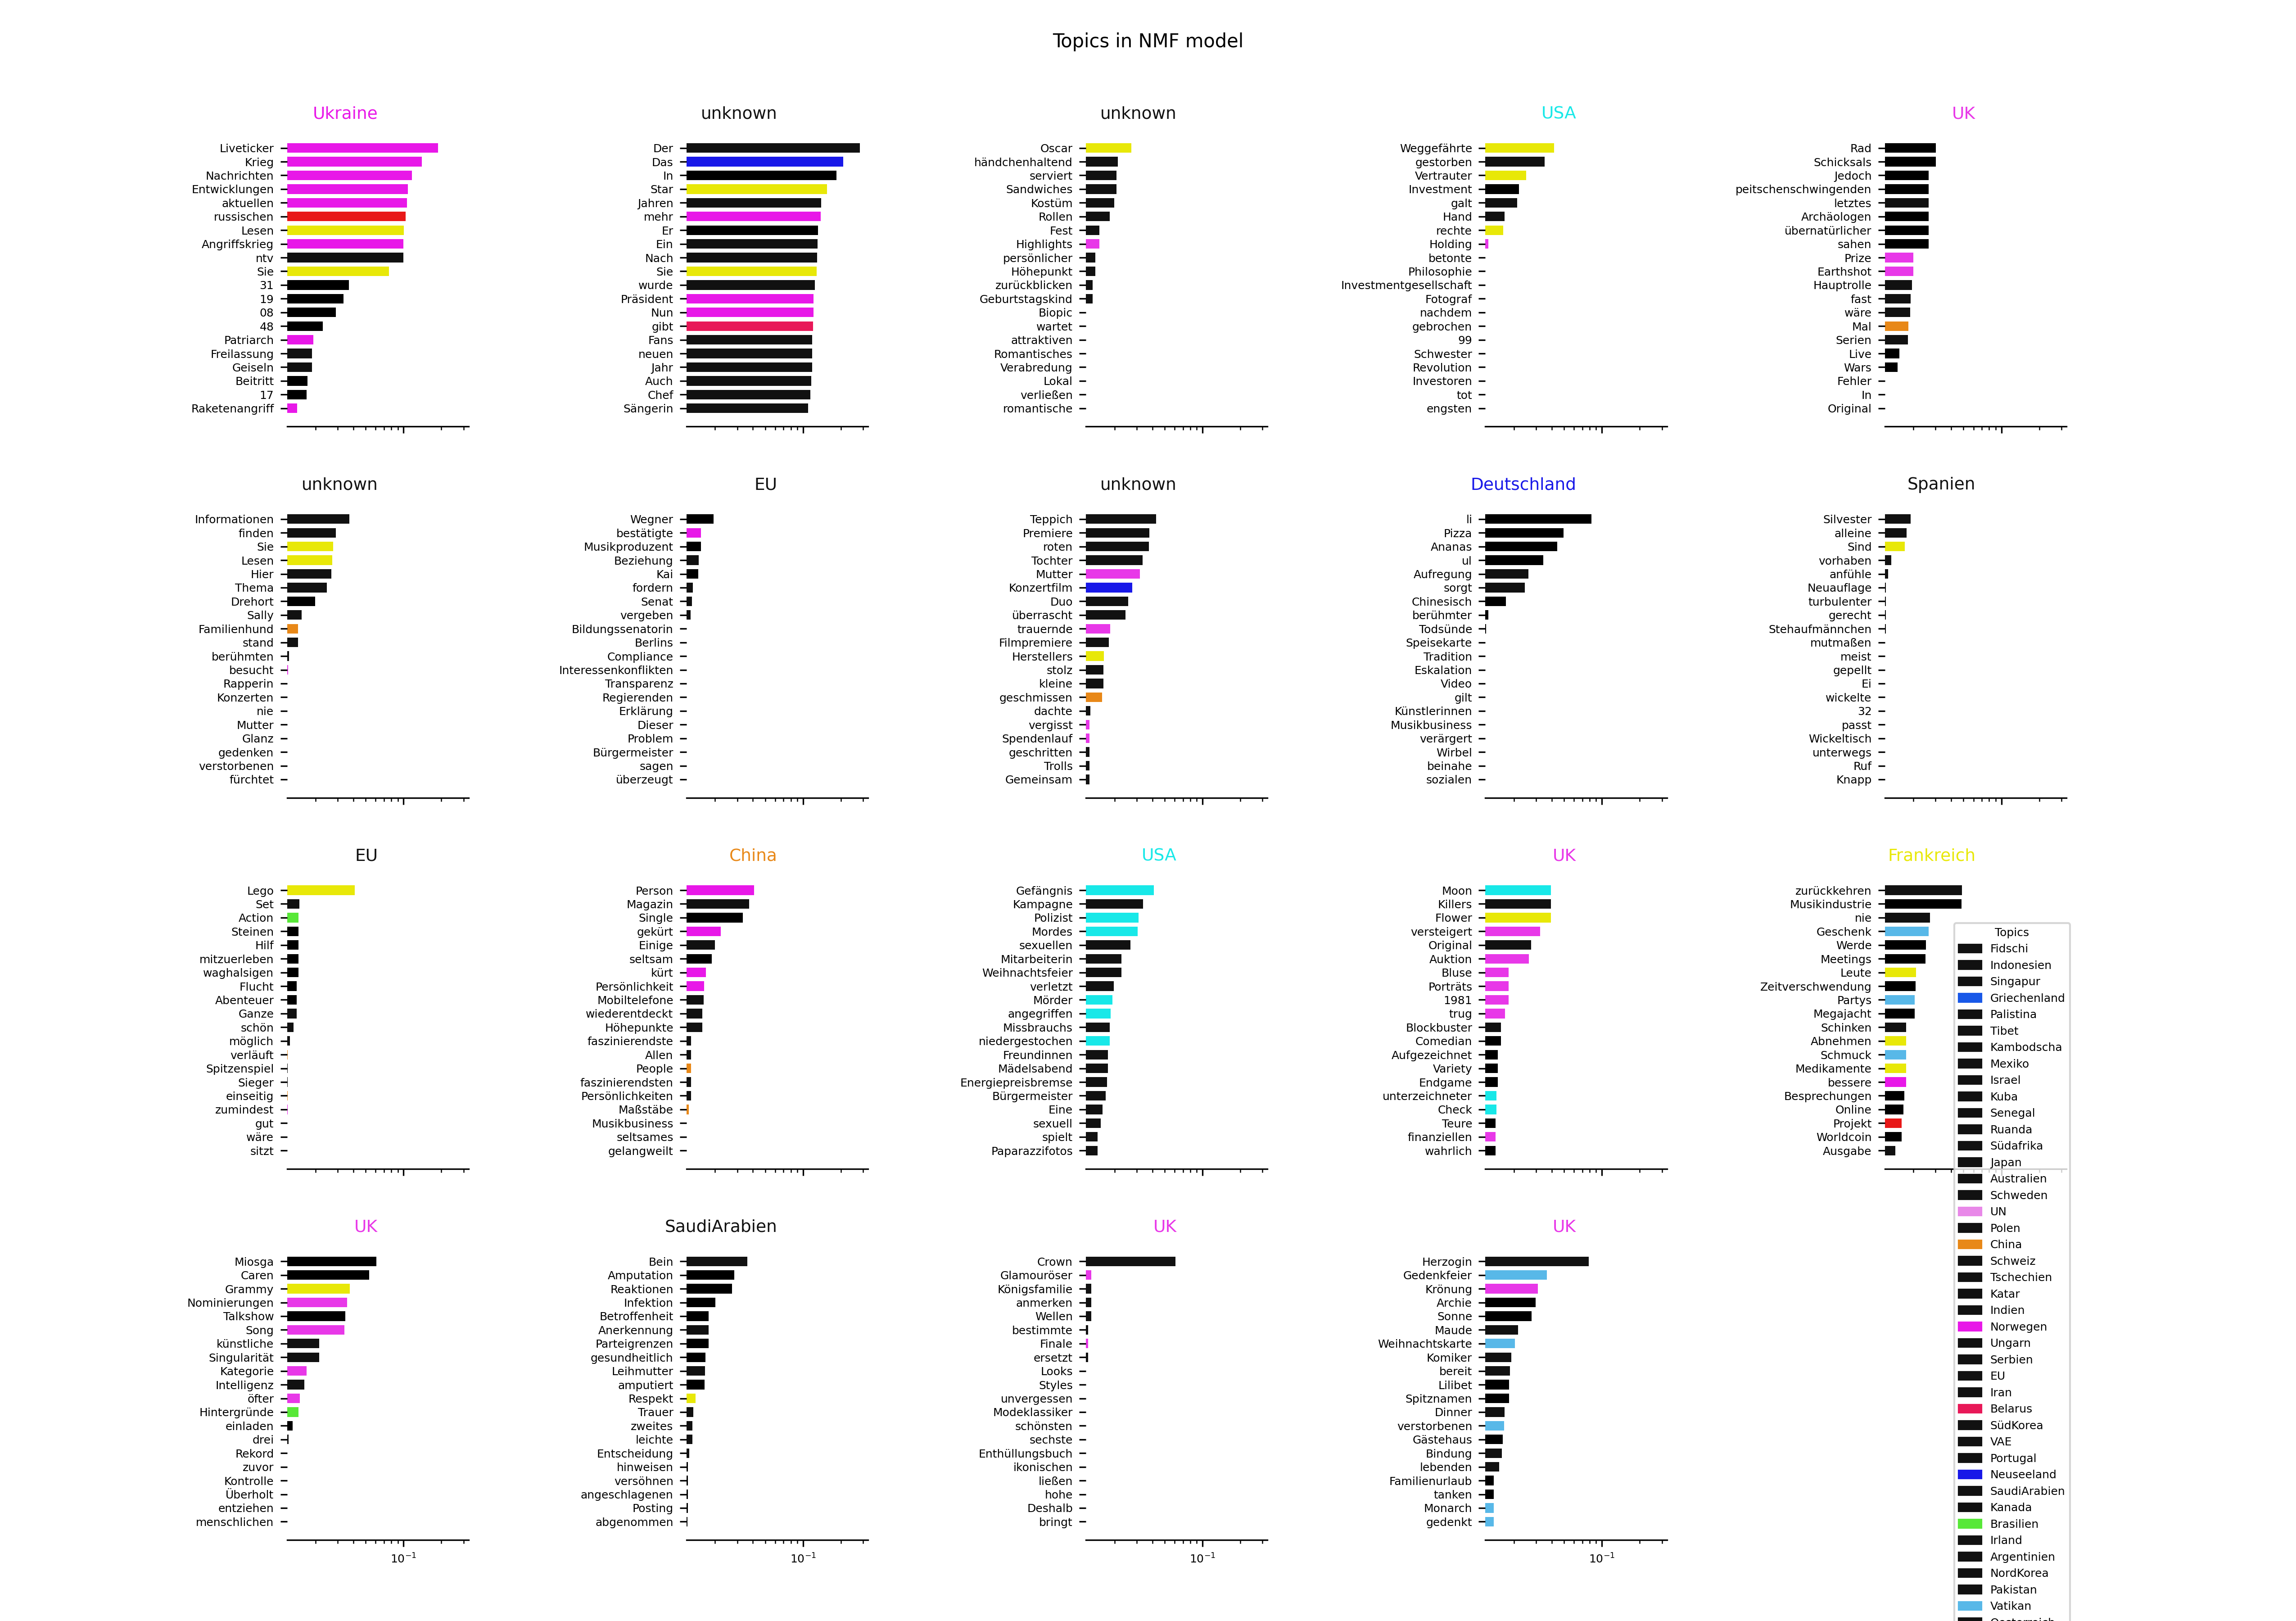 Topics in NMF model
Ukraine
Liveticker
Krieg
Nachrichten
Entwicklungen
aktuellen
russischen
Lesen
Angriffskrieg
ntv
Sie
31
19
08
48
Patriarch
Freilassung
Geiseln
Beitritt
17
Raketenangriff
unknown
Der
Das
In
Star
Jahren
mehr
Er
Ein
Nach
Sie
wurde
Präsident
Nun
gibt
Fans
neuen
Jahr
Auch
Chef
Sängerin
unknown
Oscar
händchenhaltend
serviert
Sandwiches
Kostüm
Rollen
Fest
Highlights
persönlicher
Höhepunkt
zurückblicken
Geburtstagskind
Biopic
wartet
attraktiven
Romantisches
Verabredung
Lokal
verließen
romantische
USA
Weggefährte
gestorben
Vertrauter
Investment
galt
Hand
rechte
Holding
betonte
Philosophie
Investmentgesellschaft
Fotograf
nachdem
gebrochen
99
Schwester
Revolution
Investoren
tot
engsten
UK
Rad
Schicksals
Jedoch
peitschenschwingenden
letztes
Archäologen
übernatürlicher
sahen
Prize
Earthshot
Hauptrolle
fast
wäre
Mal
Serien
Live
Wars
Fehler
In
Original
unknown
Informationen
finden
Sie
Lesen
Hier
Thema
Drehort
Sally
Familienhund
stand
berühmten
besucht
Rapperin
Konzerten
nie
Mutter
Glanz
gedenken
verstorbenen
fürchtet
EU
Wegner
bestätigte
Musikproduzent
Beziehung
Kai
fordern
Senat
vergeben
Bildungssenatorin
Berlins
Compliance
Interessenkonflikten
Transparenz
Regierenden
Erklärung
Dieser
Problem
Bürgermeister
sagen
überzeugt
unknown
Teppich
Premiere
roten
Tochter
Mutter
Konzertfilm
Duo
überrascht
trauernde
Filmpremiere
Herstellers
stolz
kleine
geschmissen
dachte
vergisst
Spendenlauf
geschritten
Trolls
Gemeinsam
Deutschland
li
Pizza
Ananas
ul
Aufregung
sorgt
Chinesisch
berühmter
Todsünde
Speisekarte
Tradition
Eskalation
Video
gilt
Künstlerinnen
Musikbusiness
verärgert
Wirbel
beinahe
sozialen
Spanien
Silvester
alleine
Sind
vorhaben
anfühle
Neuauflage
turbulenter
gerecht
Stehaufmännchen
mutmaßen
meist
gepellt
Ei
wickelte
32
passt
Wickeltisch
unterwegs
Ruf
Knapp
EU
Lego
Set
Action
Steinen
Hilf
mitzuerleben
waghalsigen
Flucht
Abenteuer
Ganze
schön
möglich
verläuft
Spitzenspiel
Sieger
einseitig
zumindest
gut
wäre
sitzt
China
Person
Magazin
Single
gekürt
Einige
seltsam
kürt
Persönlichkeit
Mobiltelefone
wiederentdeckt
Höhepunkte
faszinierendste
Allen
People
faszinierendsten
Persönlichkeiten
Maßstäbe
Musikbusiness
seltsames
gelangweilt
USA
Gefängnis
Kampagne
Polizist
Mordes
sexuellen
Mitarbeiterin
Weihnachtsfeier
verletzt
Mörder
angegriffen
Missbrauchs
niedergestochen
Freundinnen
Mädelsabend
Energiepreisbremse
Bürgermeister
Eine
sexuell
spielt
Paparazzifotos
UK
Moon
Killers
Flower
versteigert
Original
Auktion
Bluse
Porträts
1981
trug
Blockbuster
Comedian
Aufgezeichnet
Variety
Endgame
unterzeichneter
Check
Teure
finanziellen
wahrlich
Frankreich
zurückkehren
Musikindustrie
nie
Geschenk
Werde
Meetings
Leute
Zeitverschwendung
Partys
Megajacht
Schinken
Abnehmen
Schmuck
Medikamente
bessere
Besprechungen
Online
Projekt
Worldcoin
Ausgabe
UK
Miosga
Caren
Grammy
Nominierungen
Talkshow
Song
künstliche
Singularität
Kategorie
Intelligenz
öfter
Hintergründe
einladen
drei
Rekord
zuvor
Kontrolle
Überholt
entziehen
menschlichen
10⁻¹
SaudiArabien
Bein
Amputation
Reaktionen
Infektion
Betroffenheit
Anerkennung
Parteigrenzen
gesundheitlich
Leihmutter
amputiert
Respekt
Trauer
zweites
leichte
Entscheidung
hinweisen
versöhnen
angeschlagenen
Posting
abgenommen
10⁻¹
UK
Crown
Glamouröser
Königsfamilie
anmerken
Wellen
bestimmte
Finale
ersetzt
Looks
Styles
unvergessen
Modeklassiker
schönsten
sechste
Enthüllungsbuch
ikonischen
ließen
hohe
Deshalb
bringt
10⁻¹
UK
Herzogin
Gedenkfeier
Krönung
Archie
Sonne
Maude
Weihnachtskarte
Komiker
bereit
Lilibet
Spitznamen
Dinner
verstorbenen
Gästehaus
Bindung
lebenden
Familienurlaub
tanken
Monarch
gedenkt
10⁻¹
Topics
Fidschi
Indonesien
Singapur
Griechenland
Palistina
Tibet
Kambodscha
Mexiko
Israel
Kuba
Senegal
Ruanda
Südafrika
Japan
Australien
Schweden
UN
Polen
China
Schweiz
Tschechien
Katar
Indien
Norwegen
Ungarn
Serbien
EU
Iran
Belarus
SüdKorea
VAE
Portugal
Neuseeland
SaudiArabien
Kanada
Brasilien
Irland
Argentinien
NordKorea
Pakistan
Vatikan